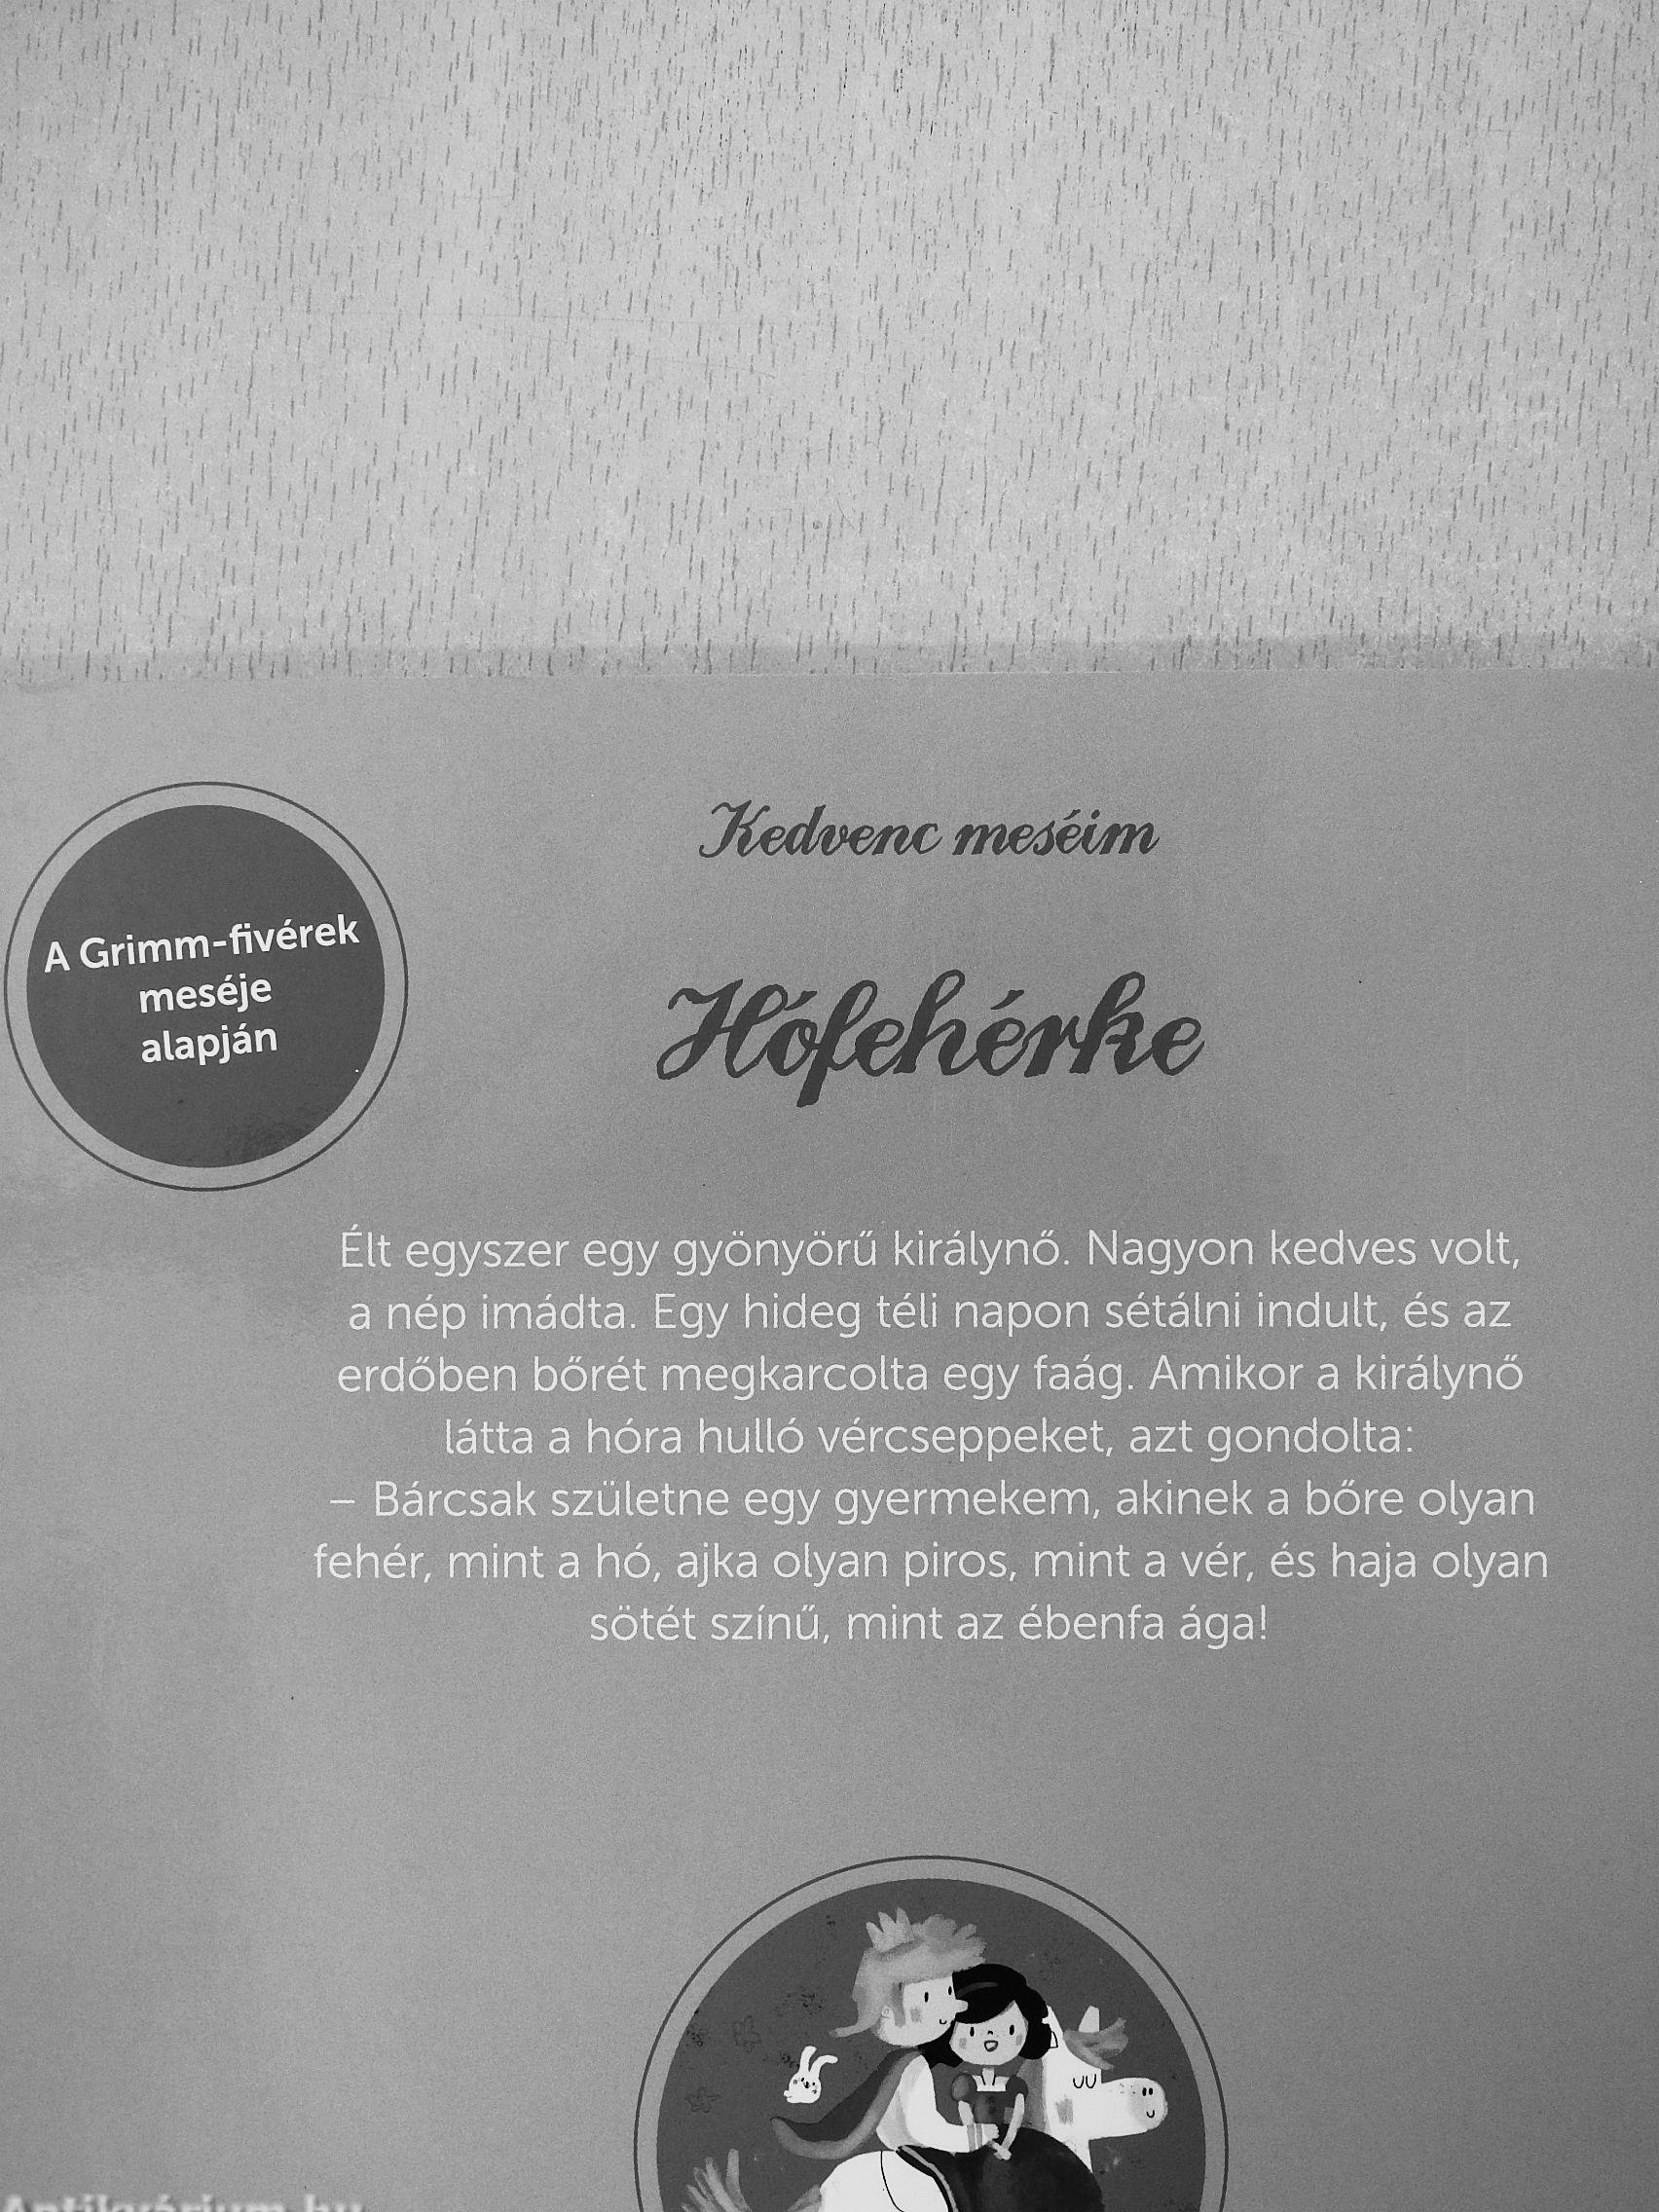 Kedvenc meséim
A Grimm-fivérek
meséje
alapján
Hófehérke
Élt egyszer egy gyönyörű királynő. Nagyon kedves volt,
a nép imádta. Egy hideg téli napon sétálni indult, és az
erdőben bőrét megkarcolta egy faág. Amikor a királynő
látta a hóra hulló vércseppeket, azt gondolta:
– Bárcsak születne egy gyermekem, akinek a bőre olyan
fehér, mint a hó, ajka olyan piros, mint a vér, és haja olyan
sötét színű, mint az ébenfa ága!
Antikvárium.hu